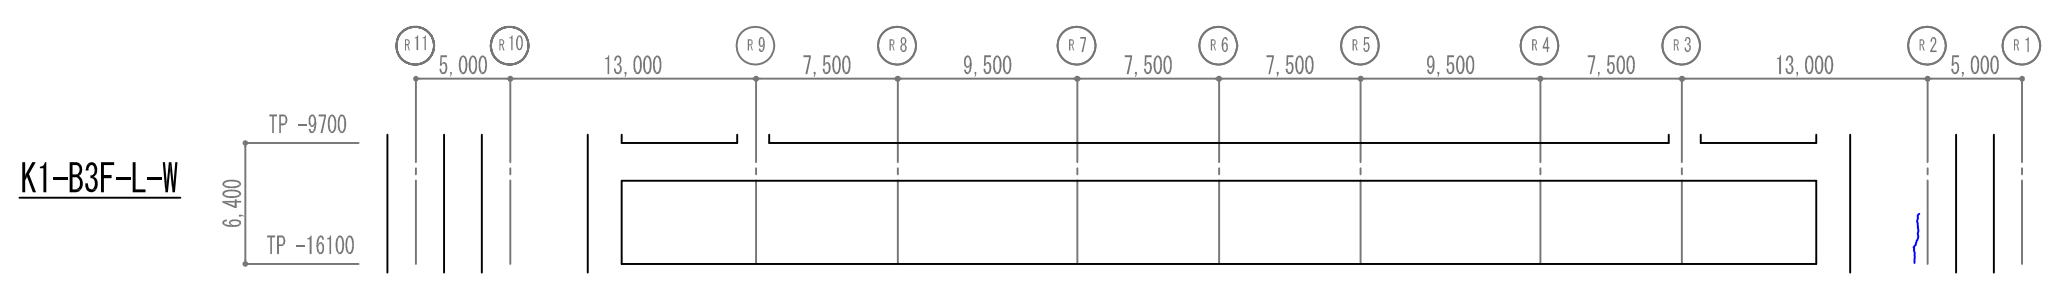 R11 R10 R9 R8 R7 R6 R5 R4 R3 R2 R1
5,000 13,000 7,500 9,500 7,500 7,500 9,500 7,500 13,000 5,000
TP -9700
K1-B3F-L-W
6,400
TP -16100